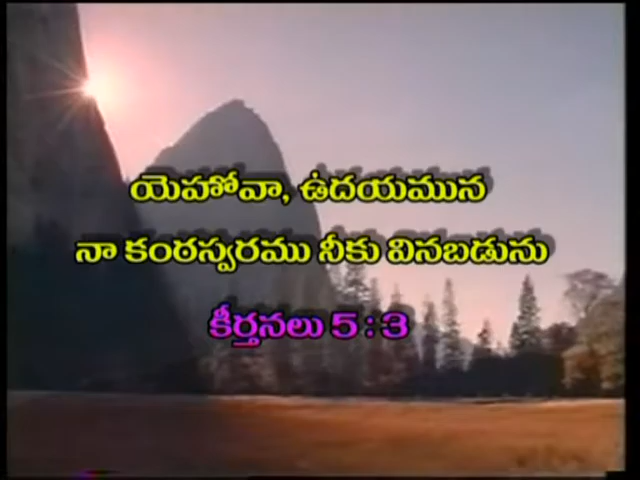 యెహోవా, ఉదయమున
నా కంఠస్వరము నీకు వినబడును
కీర్తనలు 5 : 3